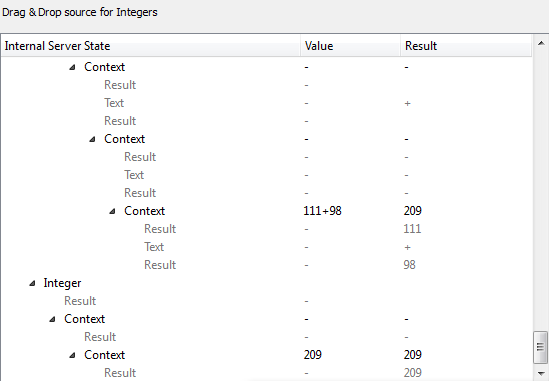 Drag & Drop source for Integers
Internal Server State Value Result
Context - -
Result -
Text - +
Result -
Context - -
Result - -
Text - -
Result - -
Context 111+98 209
Result - 111
Text - +
Result - 98
Integer
Result -
Context - -
Result - -
Context 209 209
Result - 209